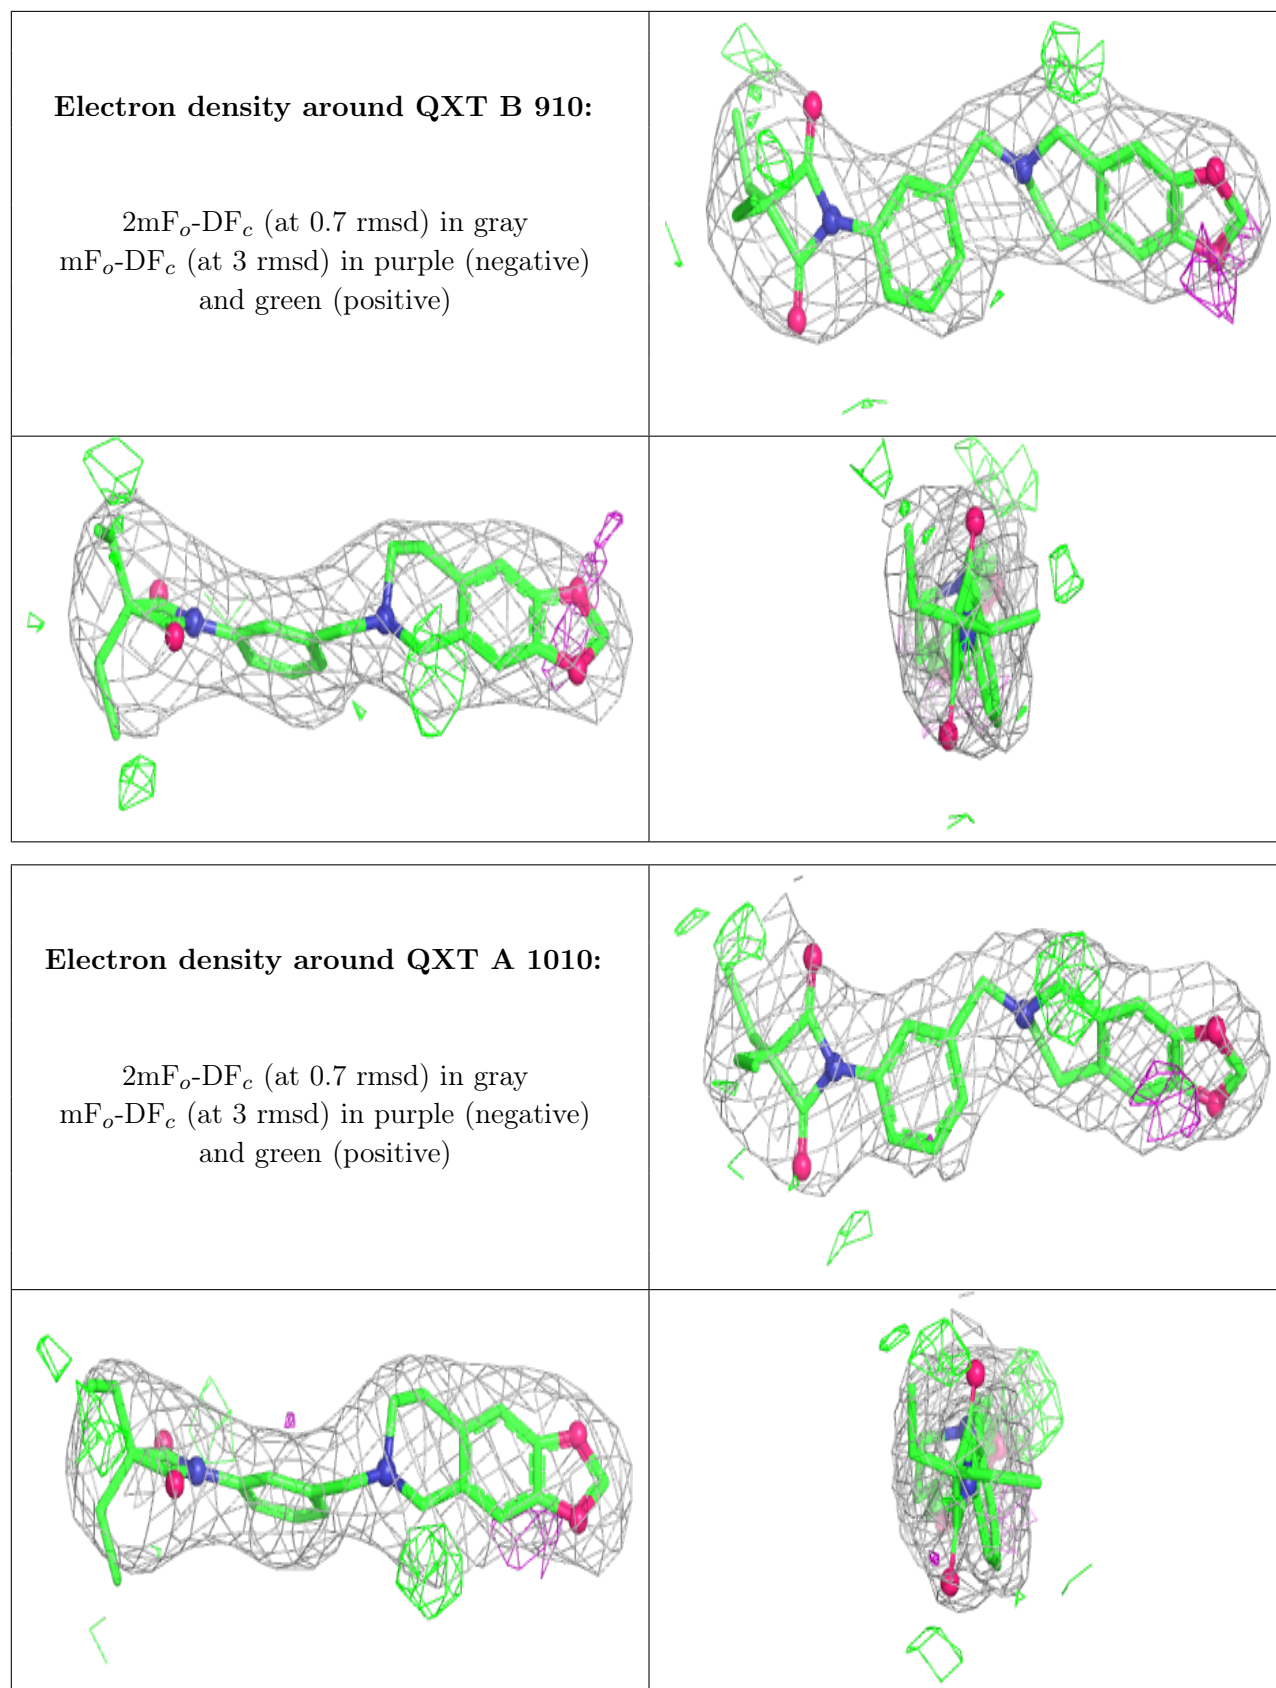 Electron density around QXT B 910:
2mFo-DFc (at 0.7 rmsd) in gray
mFo-DFc (at 3 rmsd) in purple (negative)
and green (positive)
Electron density around QXT A 1010:
2mFo-DFc (at 0.7 rmsd) in gray
mFo-DFc (at 3 rmsd) in purple (negative)
and green (positive)